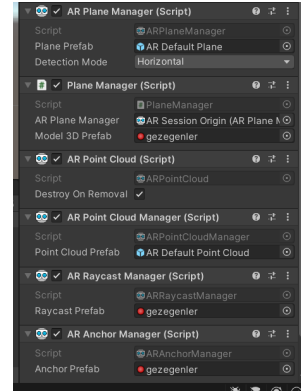 AR Plane Manager (Script)
Script ARPlaneManager
Plane Prefab AR Default Plane
Detection Mode Horizontal
Plane Manager (Script)
Script PlaneManager
AR Plane Manager AR Session Origin (AR Plane M
Model 3D Prefab gezegenler
AR Point Cloud (Script)
Script ARPointCloud
Destroy On Removal
AR Point Cloud Manager (Script)
Script ARPointCloudManager
Point Cloud Prefab AR Default Point Cloud
AR Raycast Manager (Script)
Script ARRaycastManager
Raycast Prefab gezegenler
AR Anchor Manager (Script)
Script ARAnchorManager
Anchor Prefab gezegenler